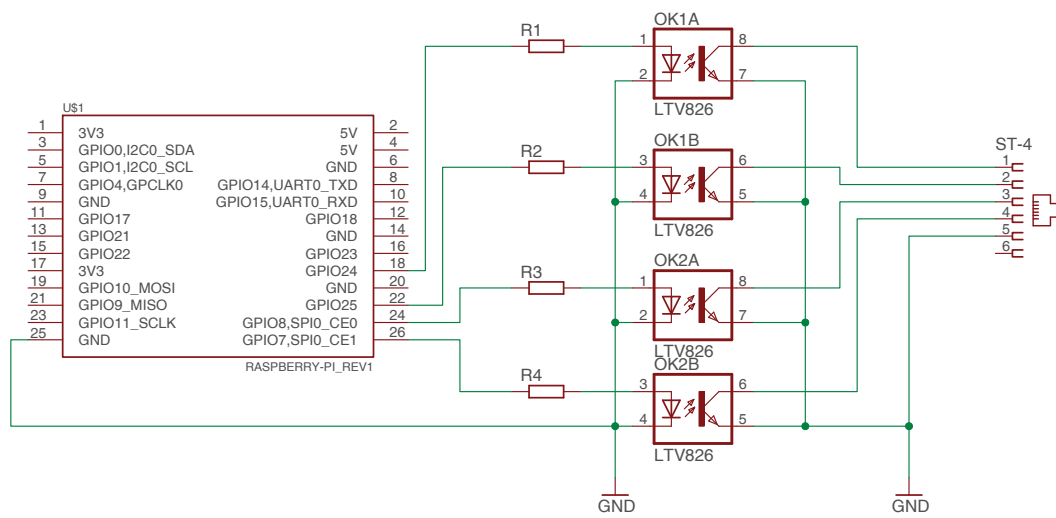 U$1
1 3V3 5V 2
3 GPIO0,I2C0_SDA 5V 4
5 GPIO1,I2C0_SCL GND 6
7 GPIO4,GPCLK0 GPIO14,UART0_TXD 8
9 GND GPIO15,UART0_RXD 10
11 GPIO17 GPIO18 12
13 GPIO21 GND 14
15 GPIO22 GPIO23 16
17 3V3 GPIO24 18
19 GPIO10_MOSI GND 20
21 GPIO9_MISO GPIO25 22
23 GPIO11_SCLK GPIO8,SPI0_CE0 24
25 GND GPIO7,SPI0_CE1 26
RASPBERRY-PI_REV1
R1
R2
R3
R4
OK1A
1 8
2 7
LTV826
OK1B
3 6
4 5
LTV826
OK2A
1 8
2 7
LTV826
OK2B
3 6
4 5
LTV826
ST-4
1
2
3
4
5
6
GND
GND